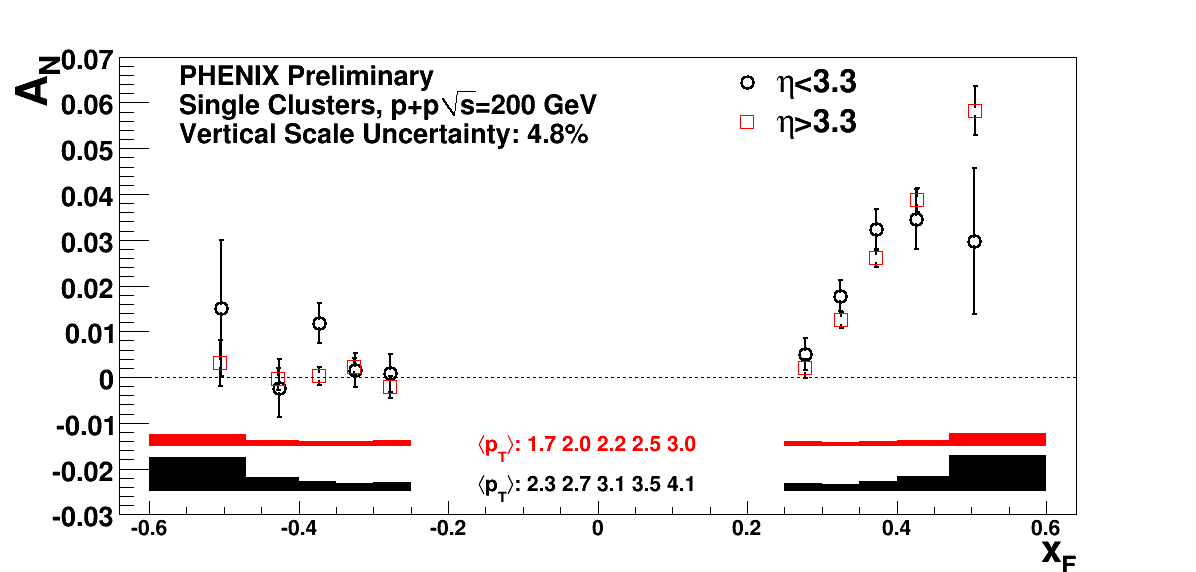 A_N
0.07
0.06
0.05
0.04
0.03
0.02
0.01
0
-0.01
-0.02
-0.03
PHENIX Preliminary
Single Clusters, p+p√s=200 GeV
Vertical Scale Uncertainty: 4.8%
η<3.3
η>3.3
⟨p_T⟩: 1.7 2.0 2.2 2.5 3.0
⟨p_T⟩: 2.3 2.7 3.1 3.5 4.1
-0.6 -0.4 -0.2 0 0.2 0.4 0.6
x_F